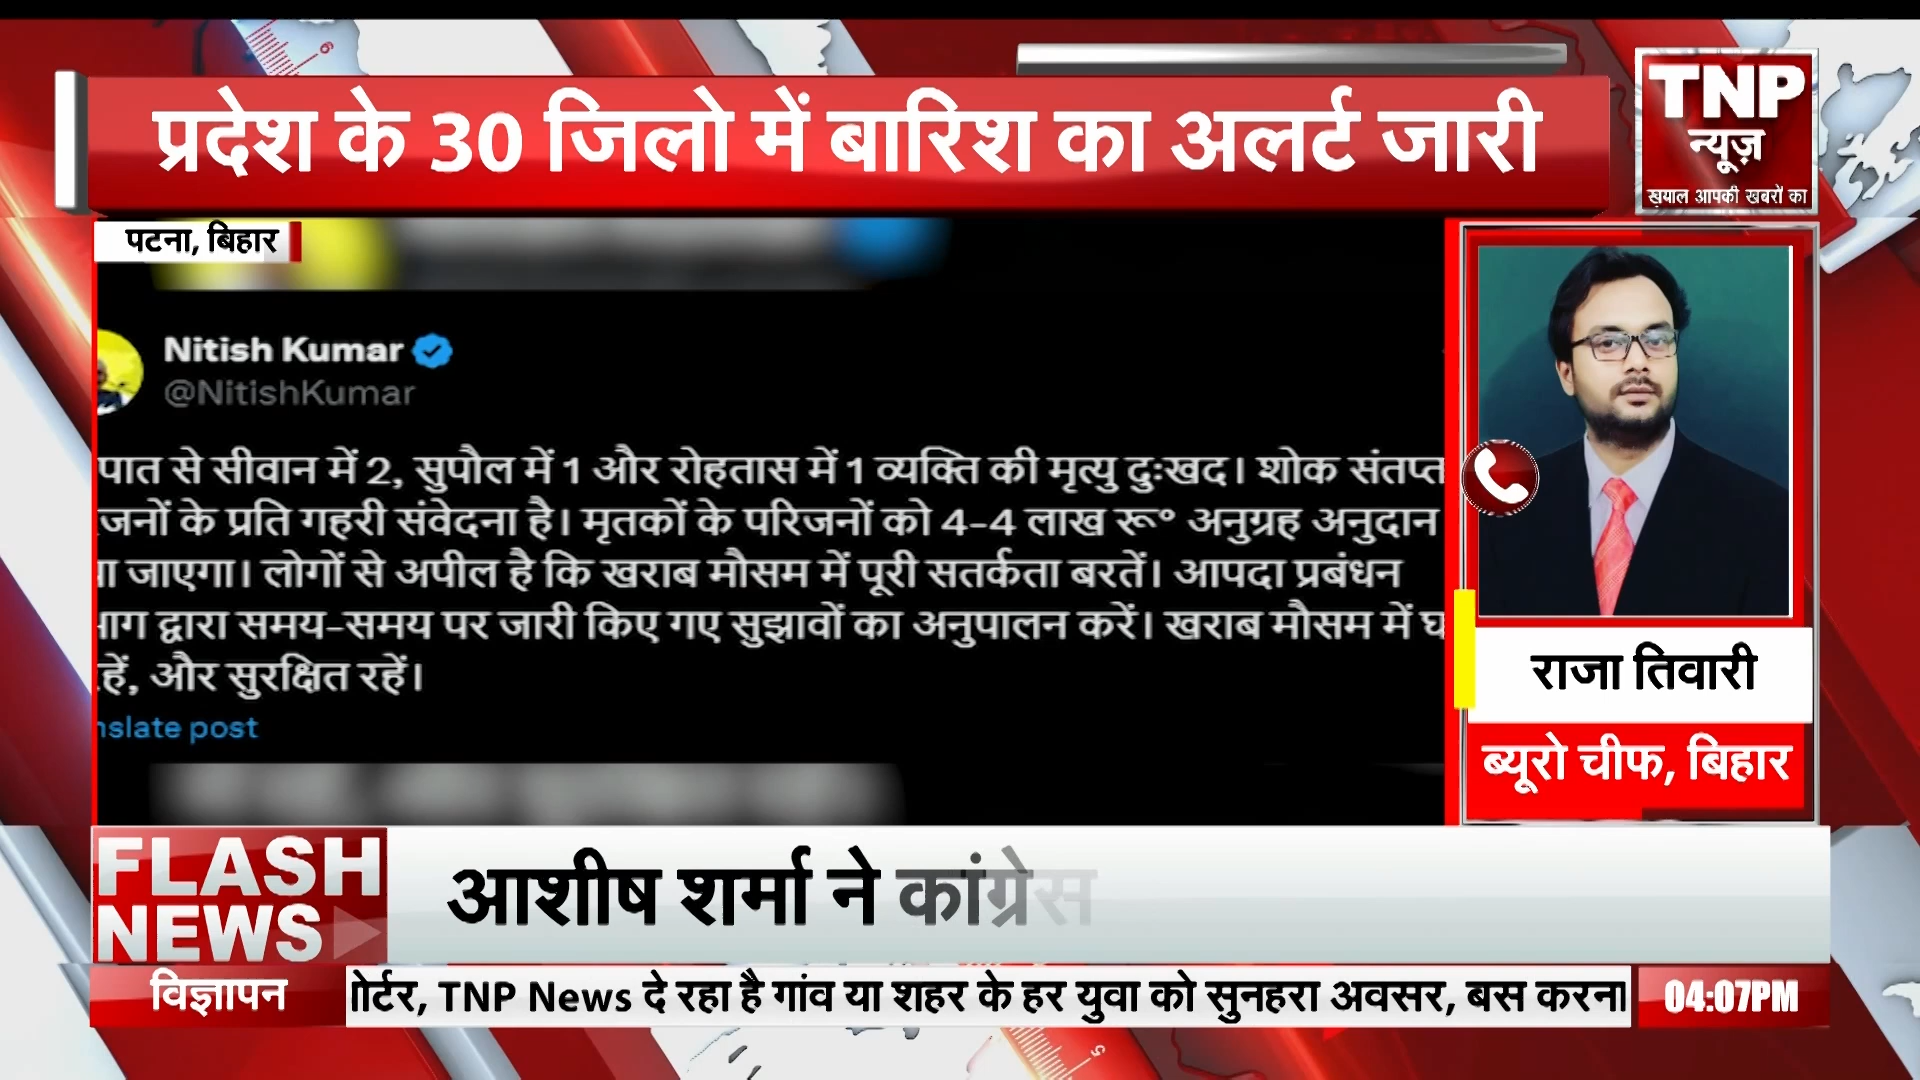 प्रदेश के 30 जिलो में बारिश का अलर्ट जारी
TNP
न्यूज़
ख़याल आपकी खबरों का
पटना, बिहार
Nitish Kumar
@NitishKumar
पात से सीवान में 2, सुपौल में 1 और रोहतास में 1 व्यक्ति की मृत्यु दुःखद। शोक संतप्त
जनों के प्रति गहरी संवेदना है। मृतकों के परिजनों को 4-4 लाख रू० अनुग्रह अनुदान
जाएगा। लोगों से अपील है कि खराब मौसम में पूरी सतर्कता बरतें। आपदा प्रबंधन
भाग द्वारा समय-समय पर जारी किए गए सुझावों का अनुपालन करें। खराब मौसम में घ
रहें, और सुरक्षित रहें।
nslate post
राजा तिवारी
ब्यूरो चीफ, बिहार
FLASH
NEWS
आशीष शर्मा ने कांग्रेस
विज्ञापन
ोर्टर, TNP News दे रहा है गांव या शहर के हर युवा को सुनहरा अवसर, बस करना
04:07PM